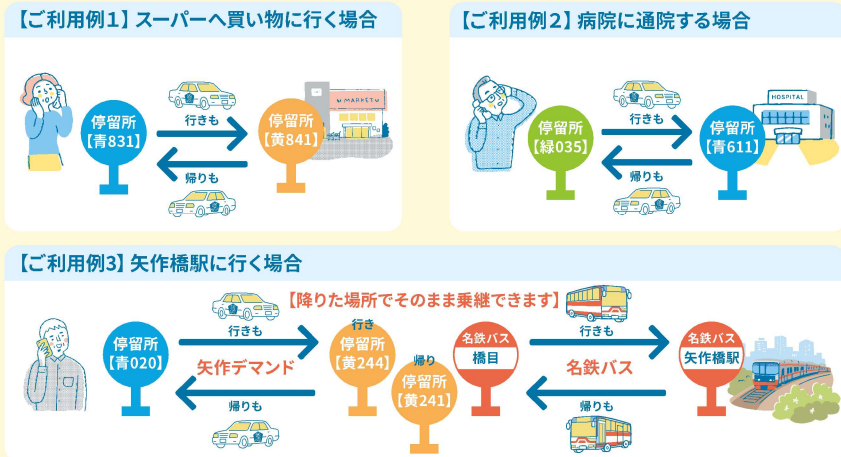 【ご利用例1】スーパーへ買い物に行く場合
停留所
【青831】
行きも
帰りも
停留所
【黄841】
MARKET
【ご利用例2】病院に通院する場合
停留所
【緑035】
行きも
帰りも
停留所
【青611】
HOSPITAL
【ご利用例3】矢作橋駅に行く場合
【降りた場所でそのまま乗継できます】
停留所
【青020】
行きも
矢作デマンド
帰りも
行き
停留所
【黄244】
帰り
停留所
【黄241】
名鉄バス
橋目
行きも
名鉄バス
帰りも
名鉄バス
矢作橋駅